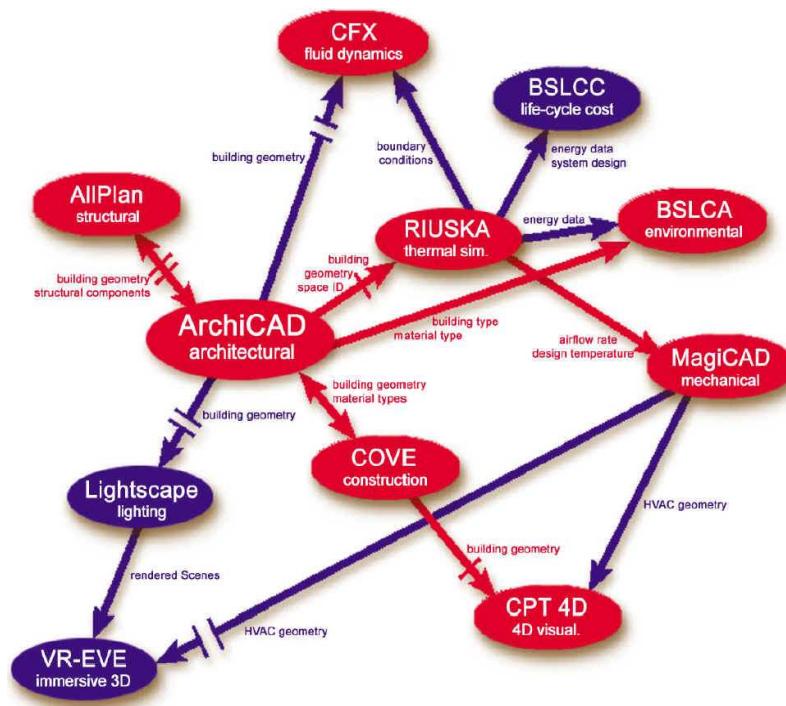 CFX
fluid dynamics
BSLCC
life-cycle cost
building geometry
boundary
conditions
energy data
system design
AllPlan
structural
RIUSKA
thermal sim.
energy data
BSLCA
environmental
building
geometry
space ID
building geometry
structural components
ArchiCAD
architectural
building type
material type
airflow rate
design temperature
MagiCAD
mechanical
building geometry
material types
building geometry
COVE
construction
Lightscape
lighting
HVAC geometry
building geometry
rendered Scenes
CPT 4D
4D visual.
HVAC geometry
VR-EVE
immersive 3D